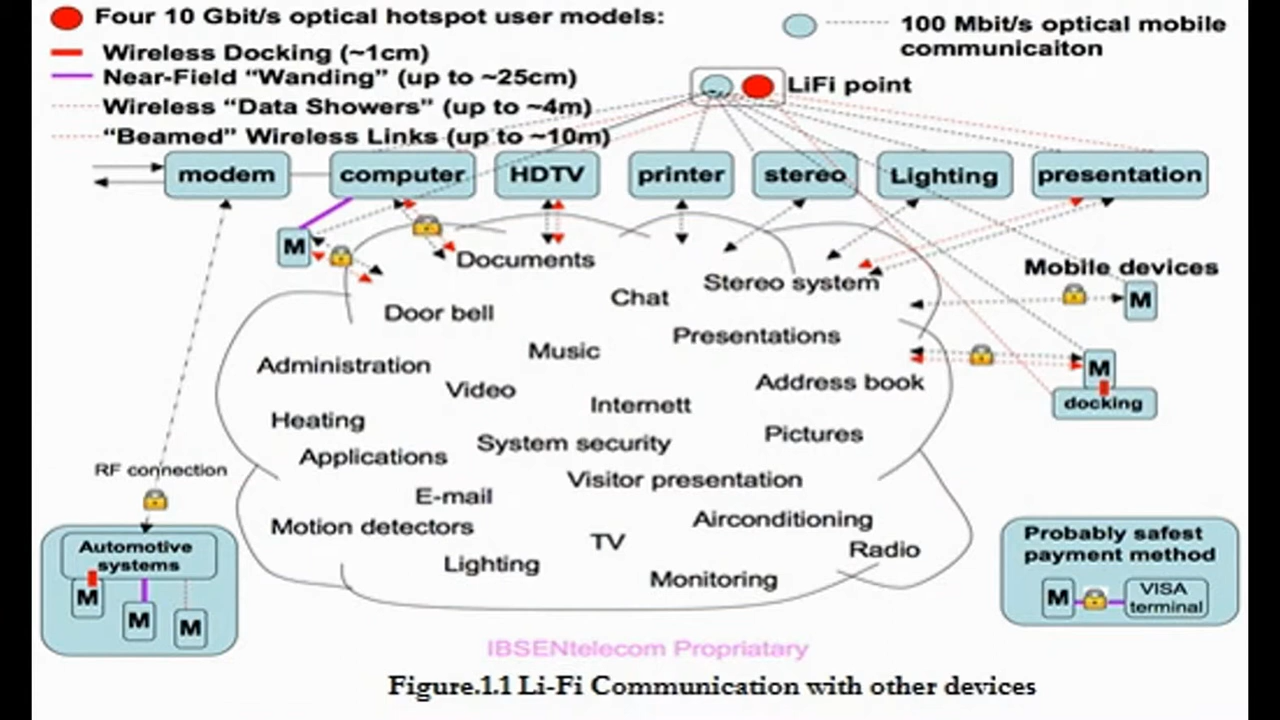 Four 10 Gbit/s optical hotspot user models:
Wireless Docking (~1cm)
Near-Field “Wanding” (up to ~25cm)
Wireless “Data Showers” (up to ~4m)
“Beamed” Wireless Links (up to ~10m)
100 Mbit/s optical mobile
communicaiton
LiFi point
modem
computer
HDTV
printer
stereo
Lighting
presentation
M
Documents
Stereo system
Mobile devices
M
Chat
Door bell
Presentations
Music
Administration
M
Address book
Video
docking
Internett
Heating
Pictures
System security
Applications
RF connection
Visitor presentation
E-mail
Airconditioning
Motion detectors
TV
Radio
Lighting
Monitoring
Automotive
systems
M
M
M
Probably safest
payment method
M
VISA
terminal
IBSENtelecom Propriatary
Figure.1.1 Li-Fi Communication with other devices